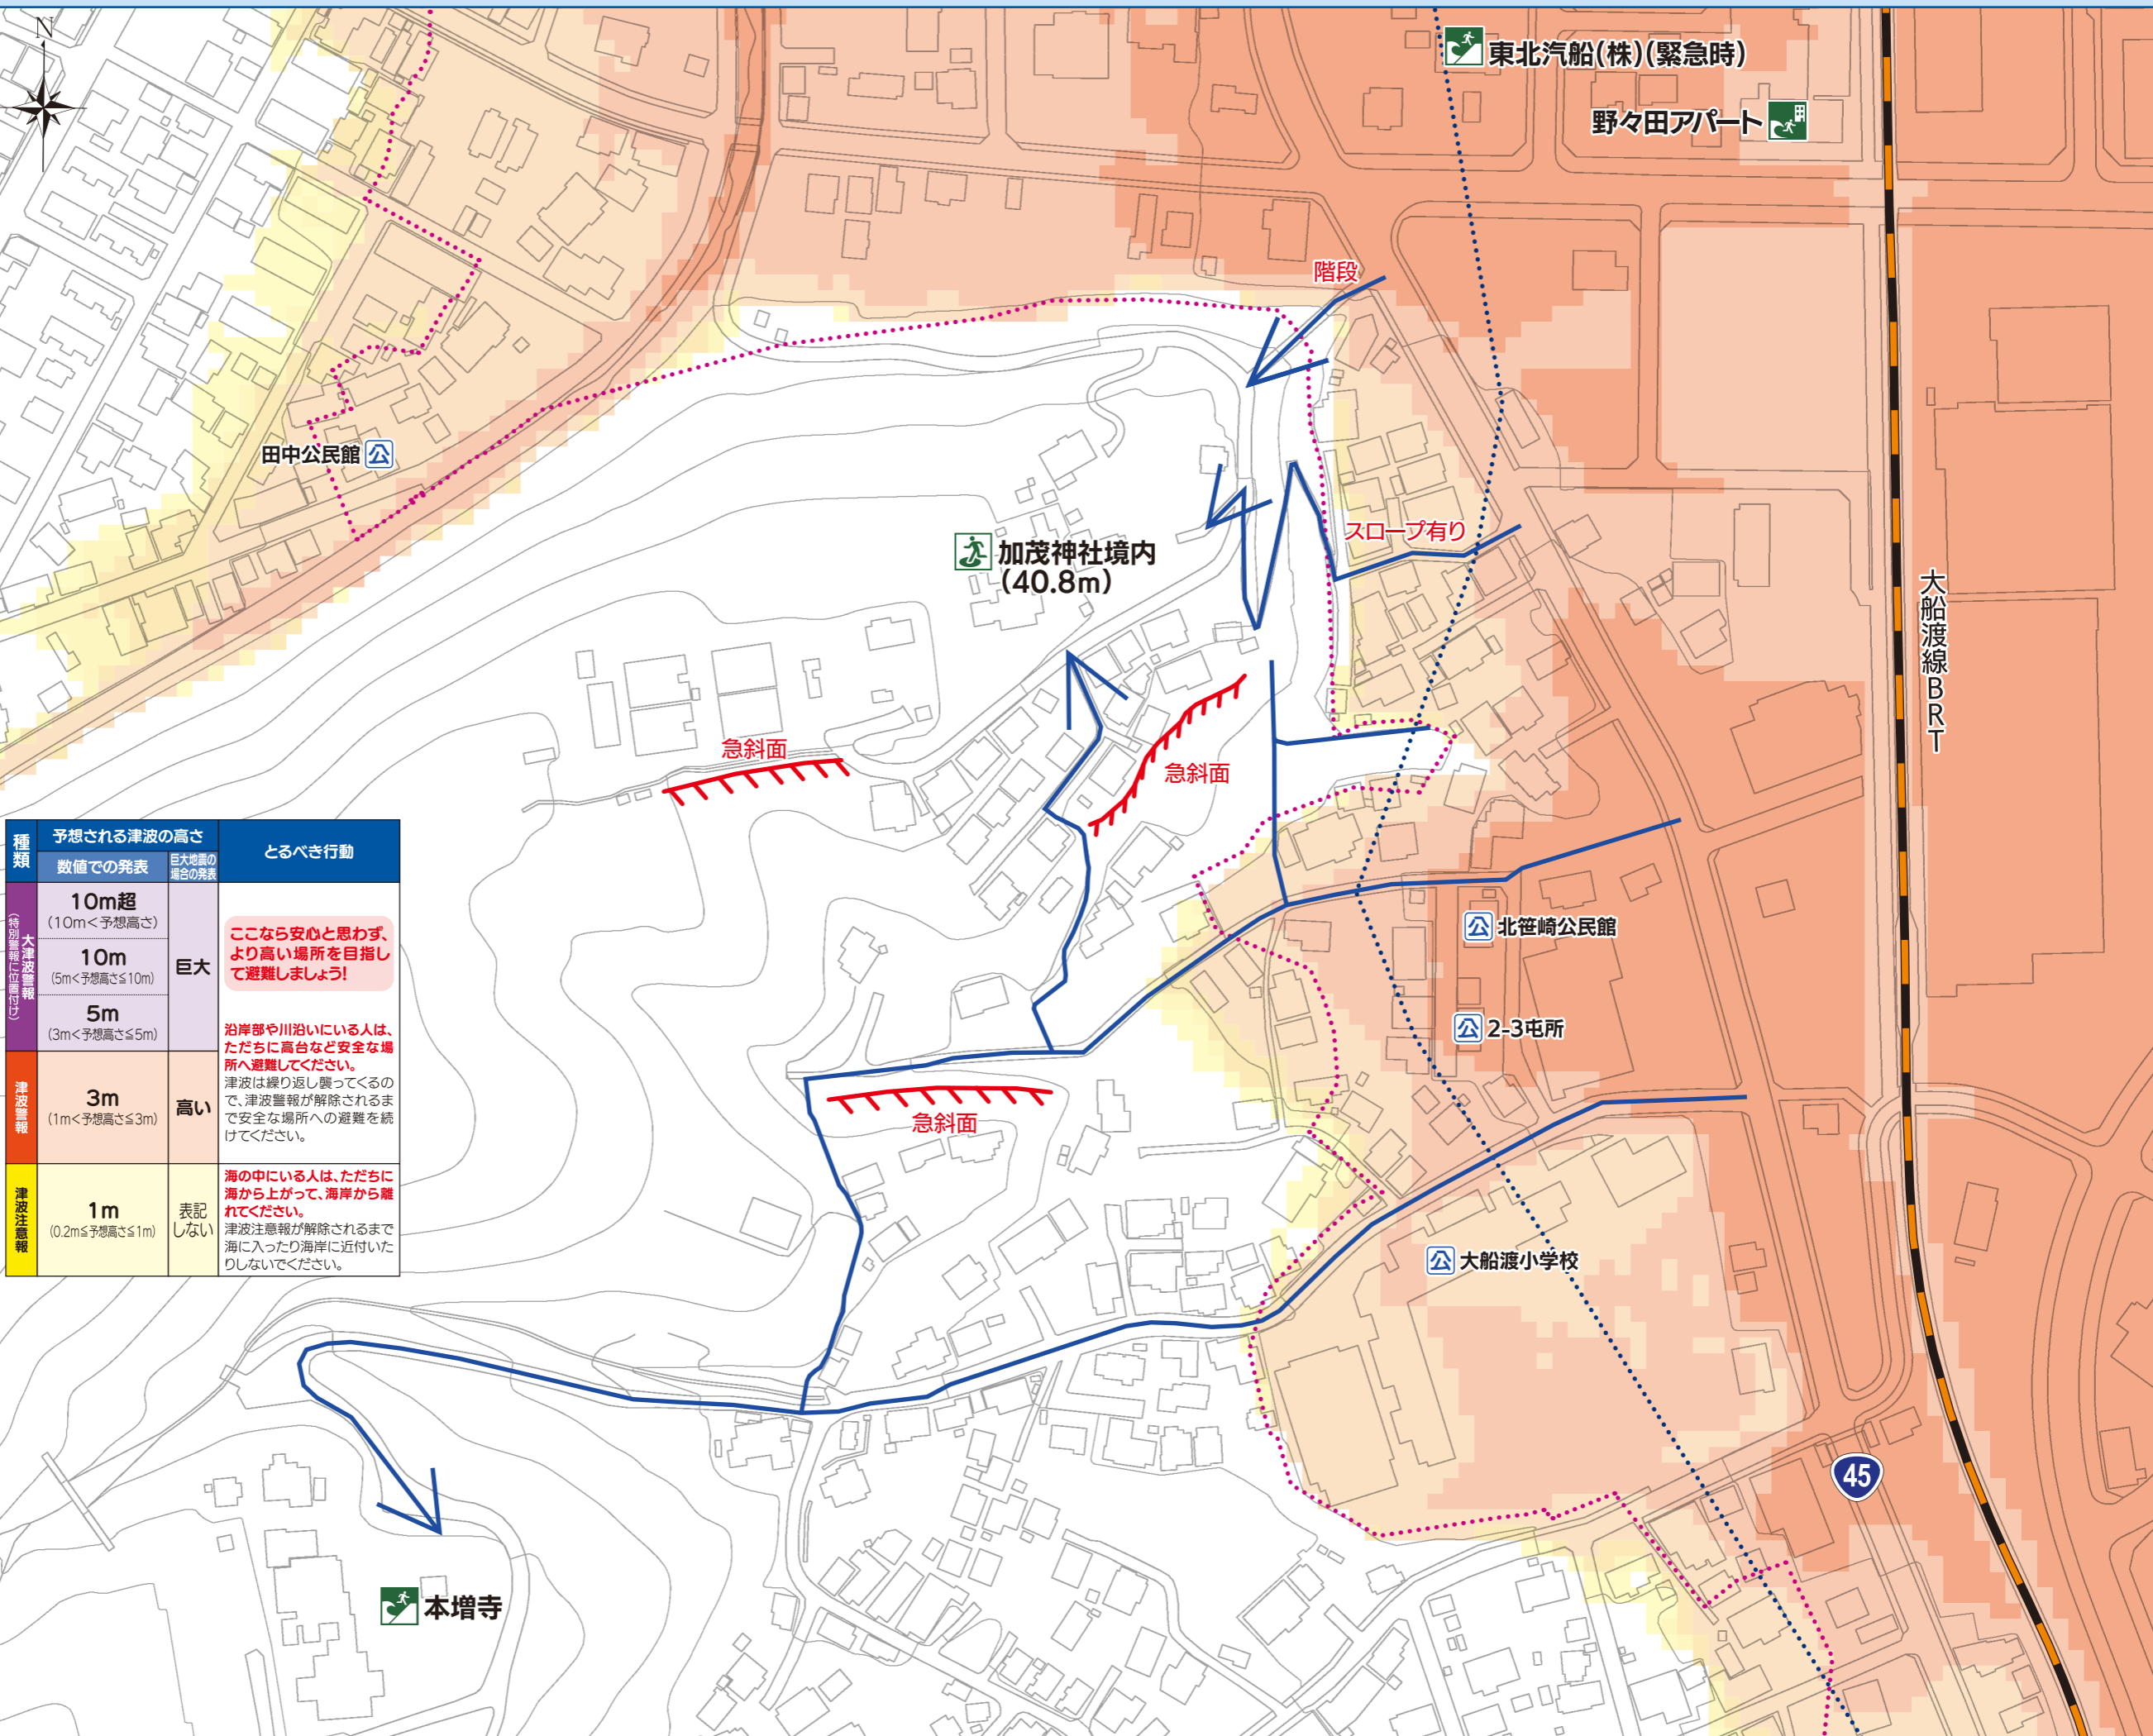 N
東北汽船(株)(緊急時)
野々田アパート
階段
田中公民館 公
スロープ有り
加茂神社境内
(40.8m)
大船渡線BRT
急斜面
急斜面
種類
予想される津波の高さ
とるべき行動
数値での発表
巨大地震の
場合の発表
大津波警報
(特別警報に位置付け)
10m超
(10m<予想高さ)
10m
(5m<予想高さ≦10m)
5m
(3m<予想高さ≦5m)
巨大
ここなら安心と思わず、
より高い場所を目指し
て避難しましょう!
沿岸部や川沿いにいる人は、
ただちに高台など安全な場
所へ避難してください。
津波は繰り返し襲ってくるの
で、津波警報が解除されるま
で安全な場所への避難を続
けてください。
津波警報
3m
(1m<予想高さ≦3m)
高い
津波注意報
1m
(0.2m≦予想高さ≦1m)
表記
しない
海の中にいる人は、ただちに
海から上がって、海岸から離
れてください。
津波注意報が解除されるまで
海に入ったり海岸に近付いた
りしないでください。
公 北笹崎公民館
公 2-3屯所
急斜面
公 大船渡小学校
45
本増寺